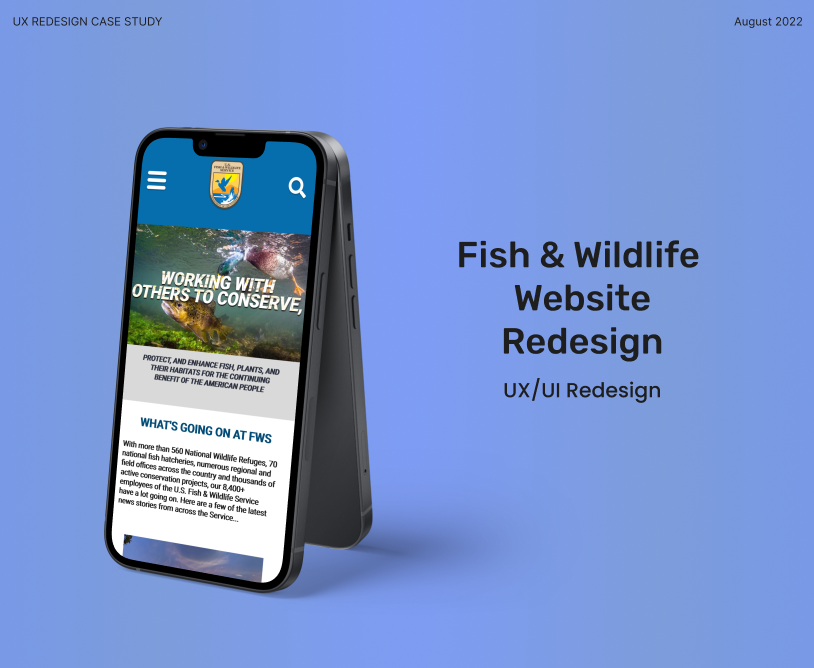 UX REDESIGN CASE STUDY
August 2022
U.S.
FISH & WILDLIFE
SERVICE
WORKING WITH
OTHERS TO CONSERVE,
PROTECT, AND ENHANCE FISH, PLANTS, AND
THEIR HABITATS FOR THE CONTINUING
BENEFIT OF THE AMERICAN PEOPLE
WHAT'S GOING ON AT FWS
With more than 560 National Wildlife Refuges, 70
national fish hatcheries, numerous regional and
field offices across the country and thousands of
active conservation projects, our 8,400+
employees of the U.S. Fish & Wildlife Service
have a lot going on. Here are a few of the latest
news stories from across the Service...
Fish & Wildlife
Website
Redesign
UX/UI Redesign